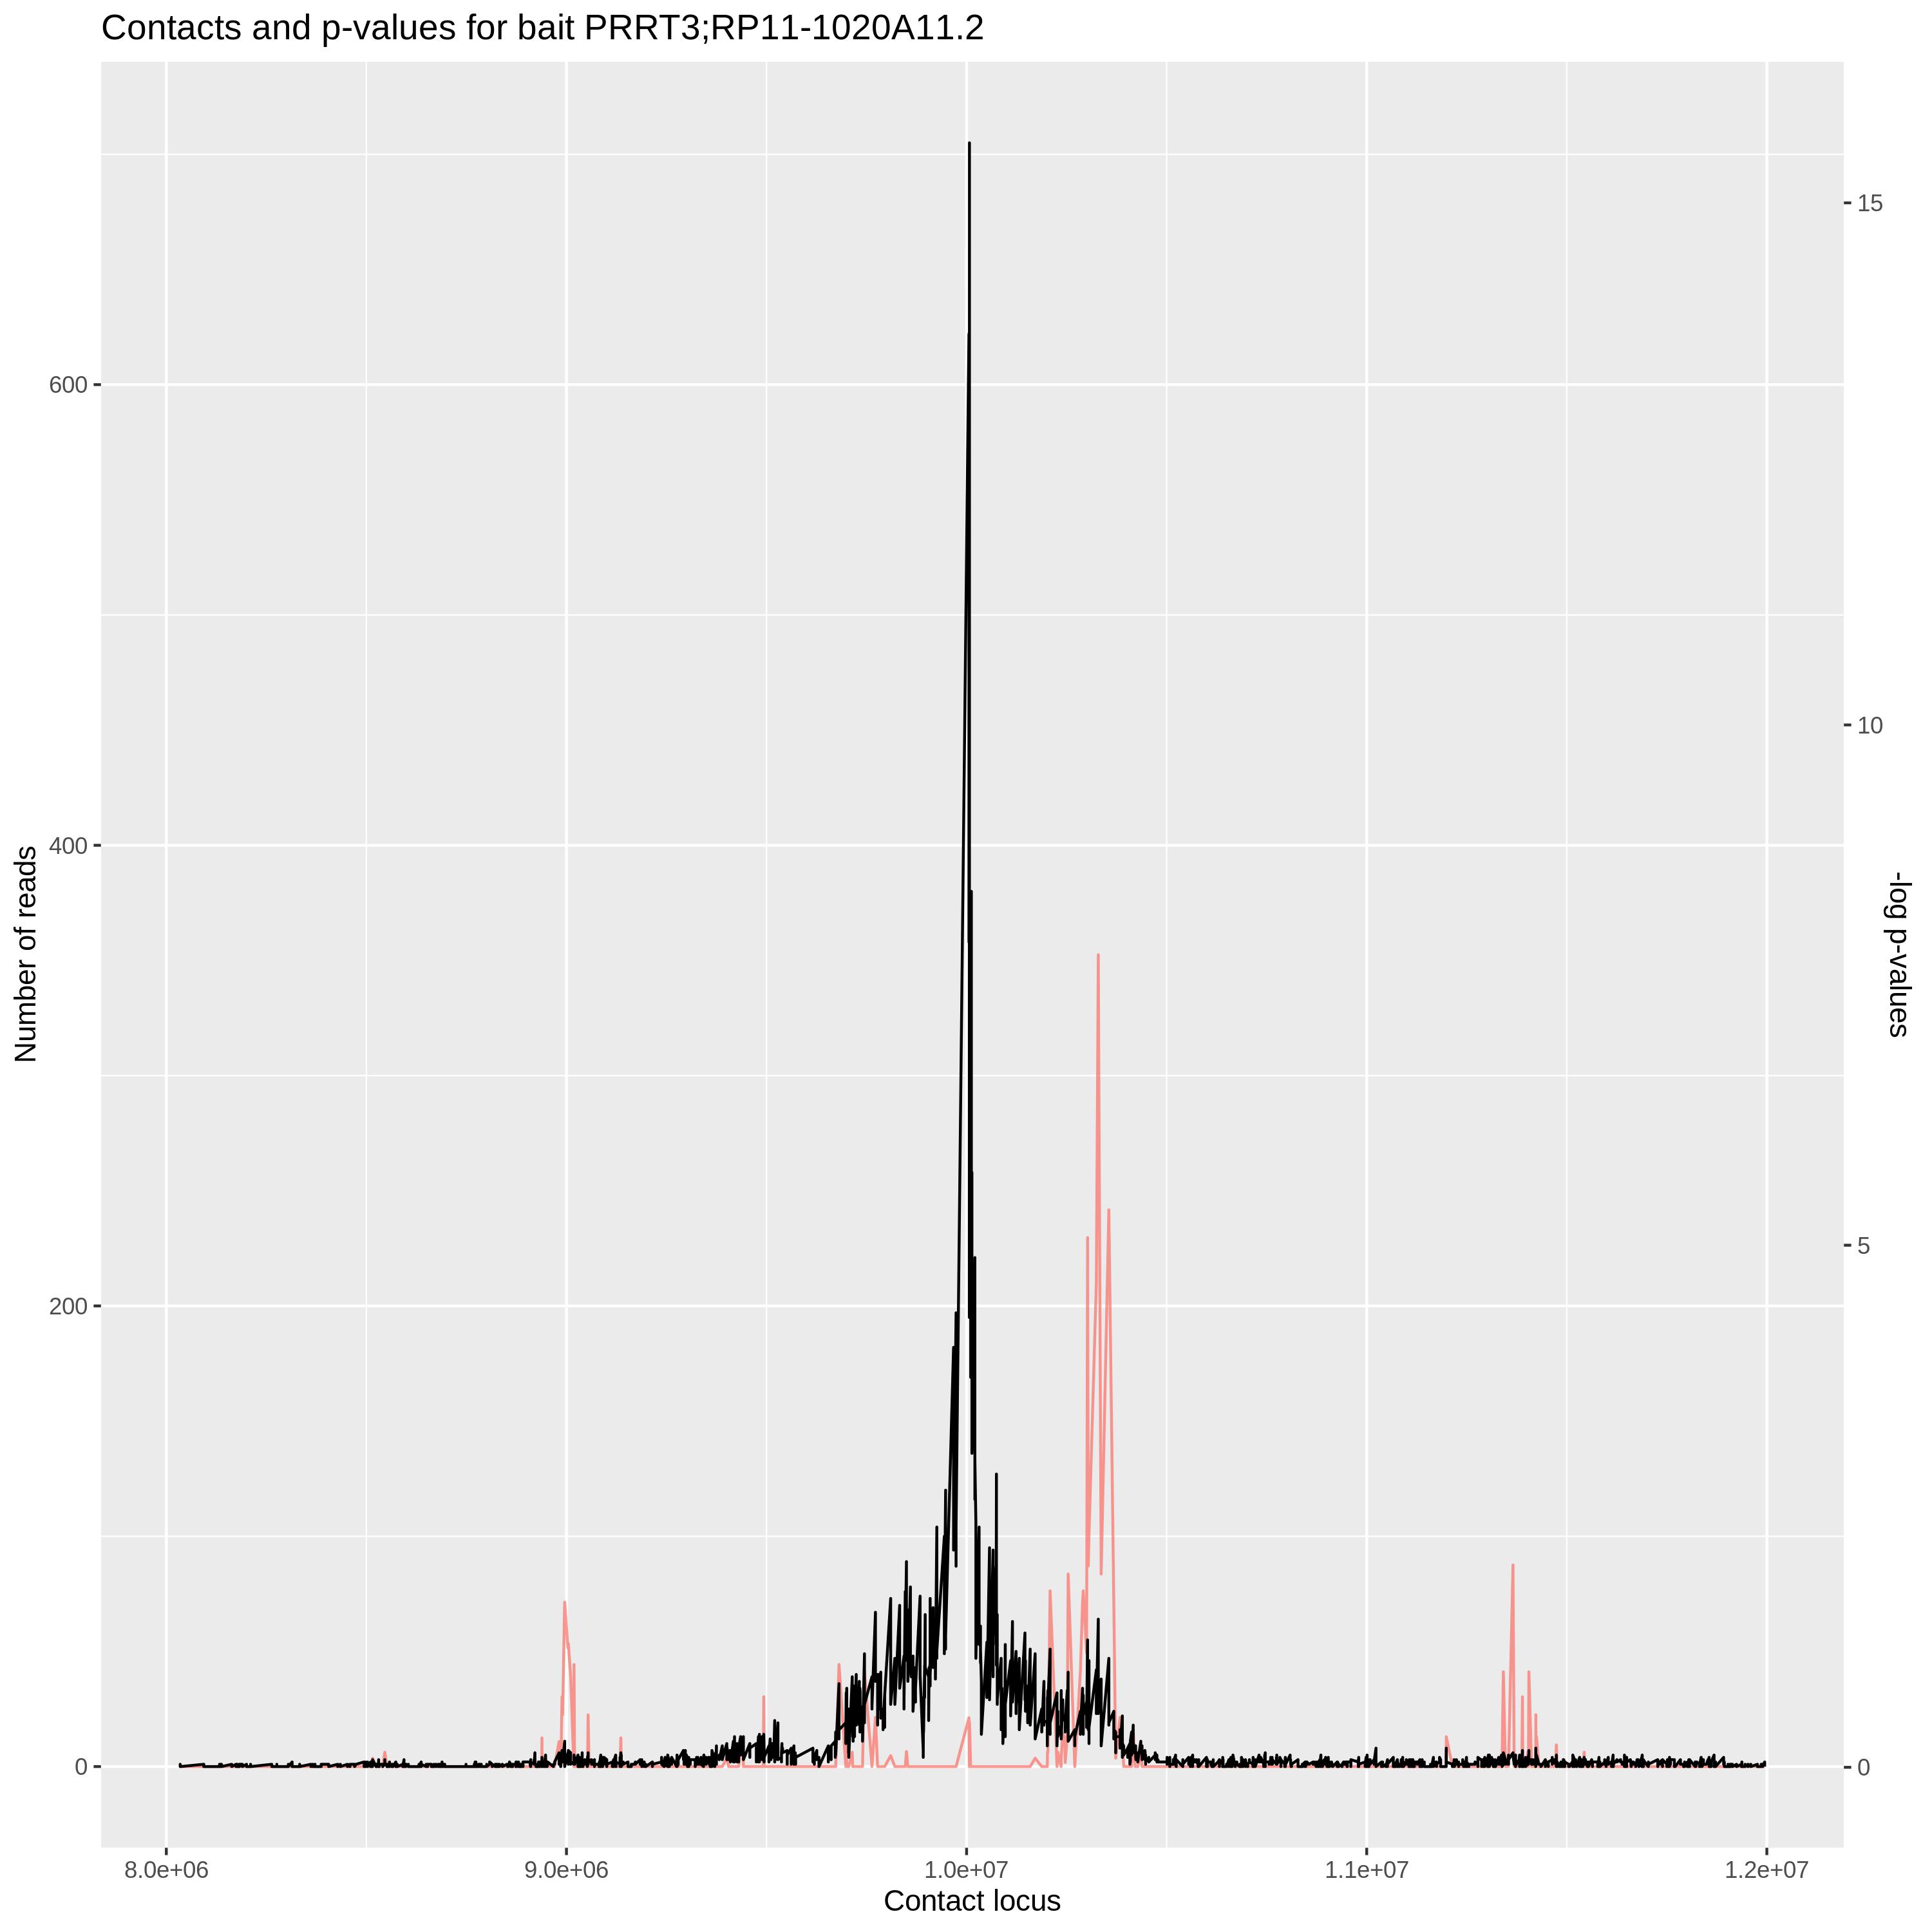 Contacts and p-values for bait PRRT3;RP11-1020A11.2
Number of reads
600
400
200
0
15
10
5
0
-log p-values
8.0e+06
9.0e+06
1.0e+07
1.1e+07
1.2e+07
Contact locus